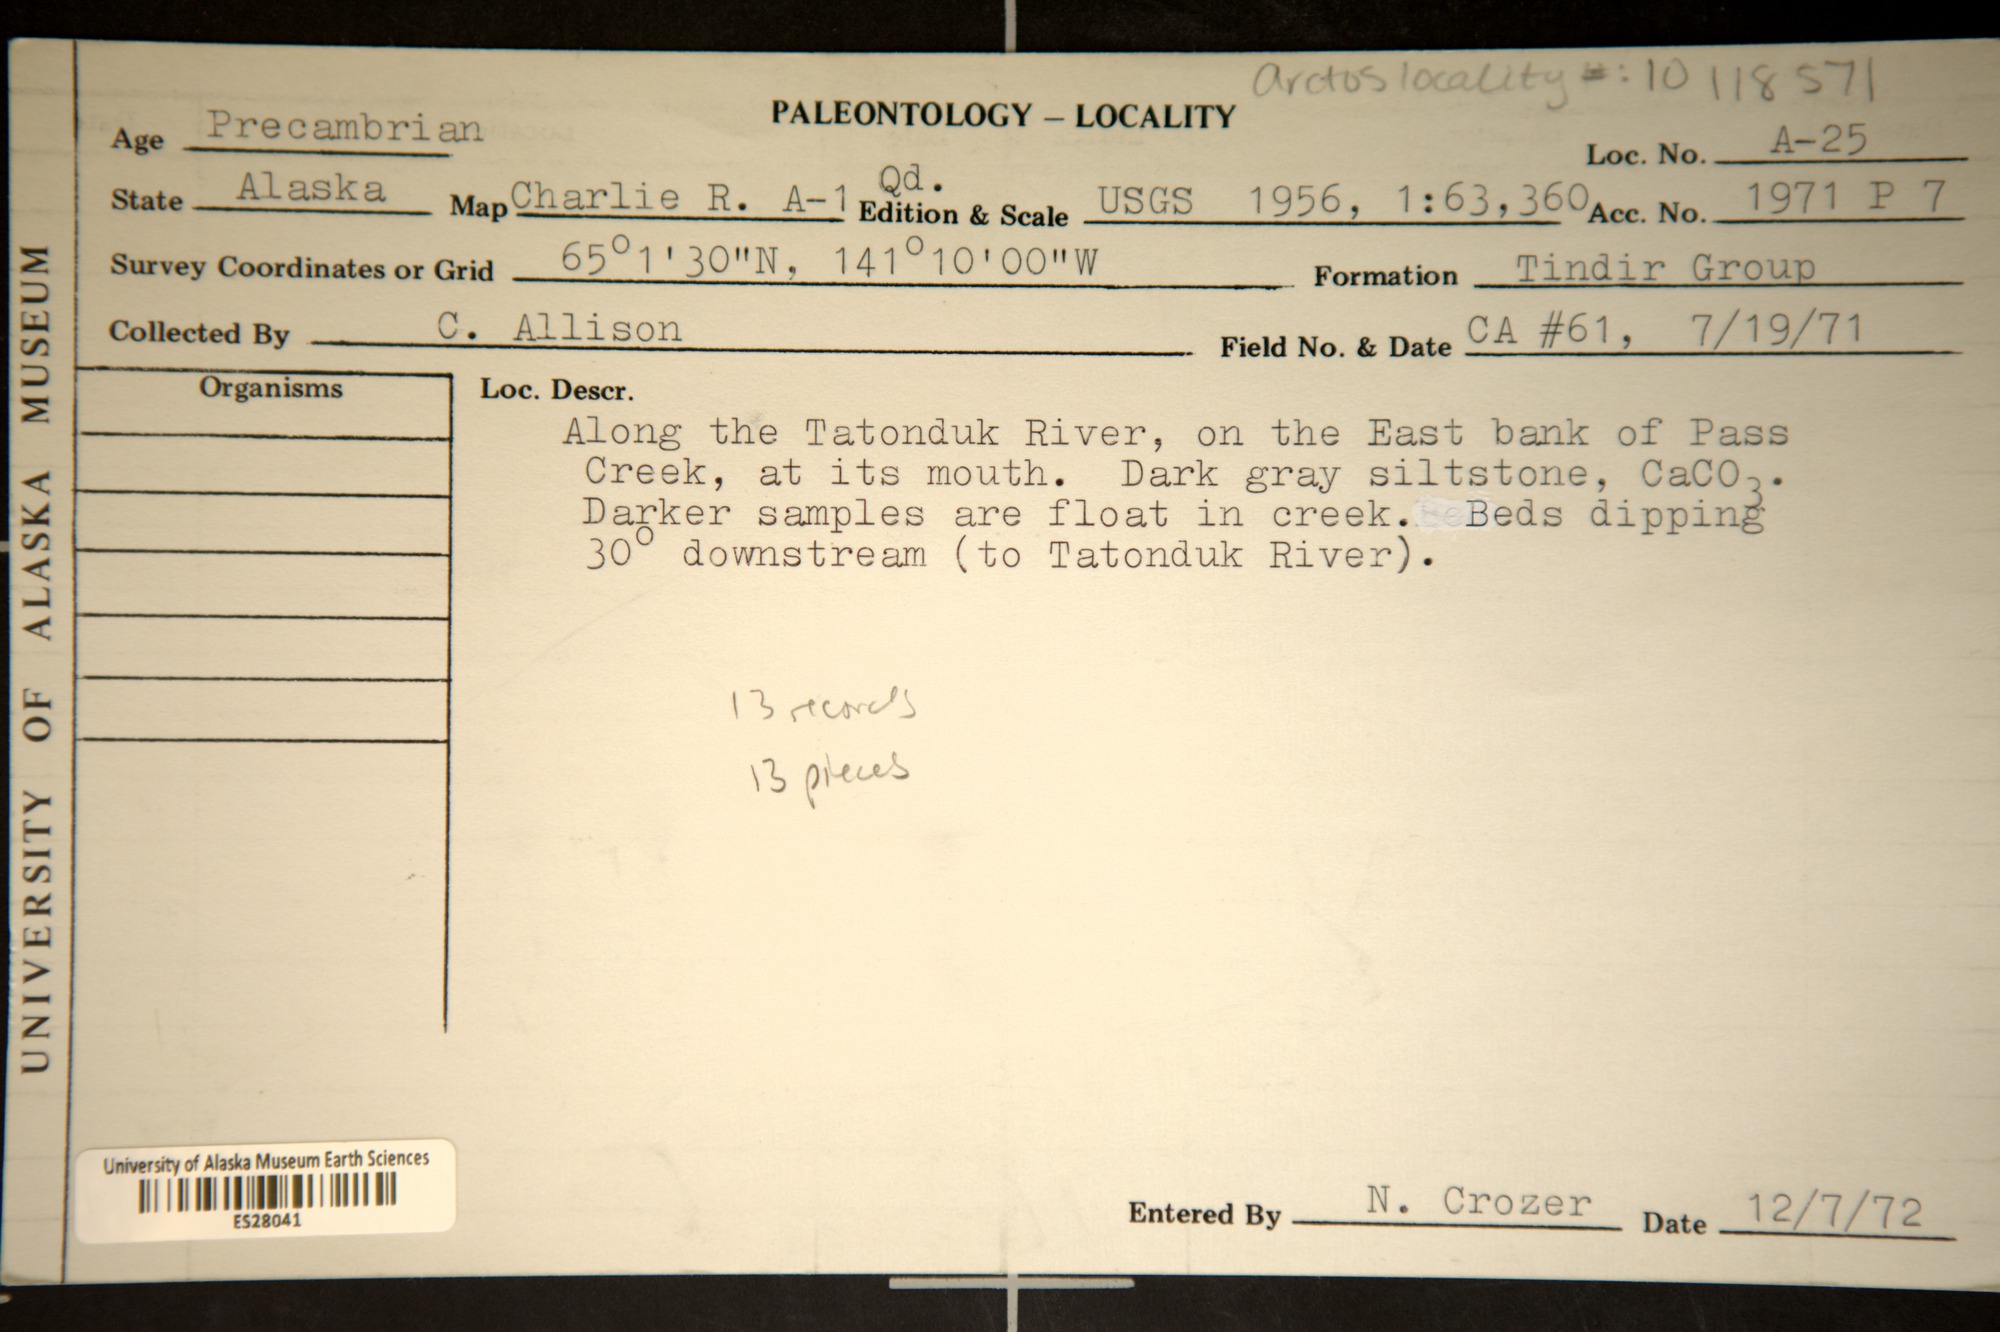 arctos locality #: 10118571
PALEONTOLOGY – LOCALITY
Age Precambrian
Loc. No. A-25
State Alaska Map Charlie R. A-1 Qd. Edition & Scale USGS 1956, 1:63,360 Acc. No. 1971 P 7
Survey Coordinates or Grid 65°1'30"N, 141°10'00"W Formation Tindir Group
Collected By C. Allison Field No. & Date CA #61, 7/19/71
Organisms
Loc. Descr.
Along the Tatonduk River, on the East bank of Pass
Creek, at its mouth. Dark gray siltstone, CaCO3.
Darker samples are float in creek. Beds dipping
30° downstream (to Tatonduk River).
13 records
13 pieces
UNIVERSITY OF ALASKA MUSEUM
University of Alaska Museum Earth Sciences
ES28041
Entered By N. Crozer Date 12/7/72